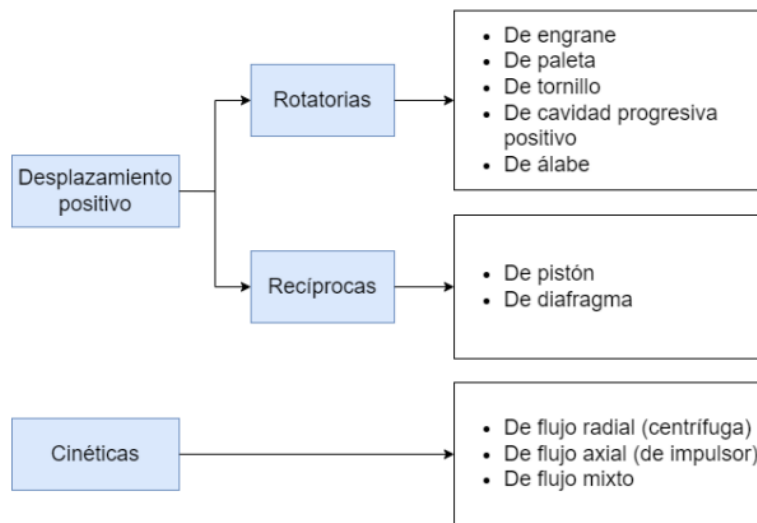 Desplazamiento
positivo
Rotatorias
• De engrane
• De paleta
• De tornillo
• De cavidad progresiva
positivo
• De álabe
Recíprocas
• De pistón
• De diafragma
Cinéticas
• De flujo radial (centrífuga)
• De flujo axial (de impulsor)
• De flujo mixto